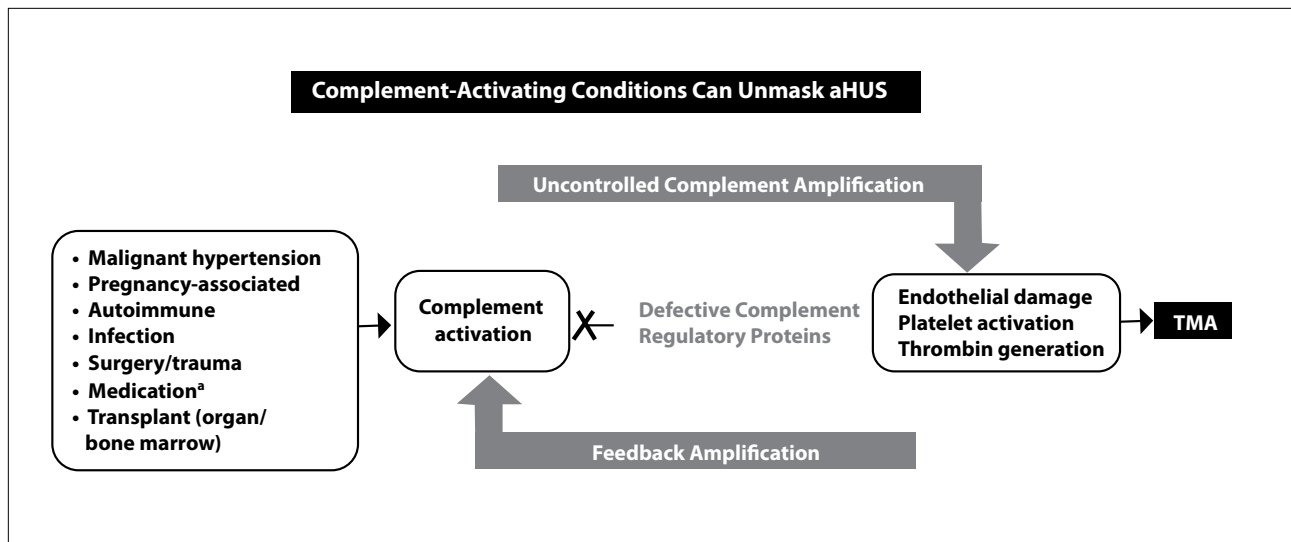 Complement-Activating Conditions Can Unmask aHUS
Uncontrolled Complement Amplification
• Malignant hypertension
• Pregnancy-associated
• Autoimmune
• Infection
• Surgery/trauma
• Medicationᵃ
• Transplant (organ/
bone marrow)
Complement
activation
Defective Complement
Regulatory Proteins
Endothelial damage
Platelet activation
Thrombin generation
TMA
Feedback Amplification